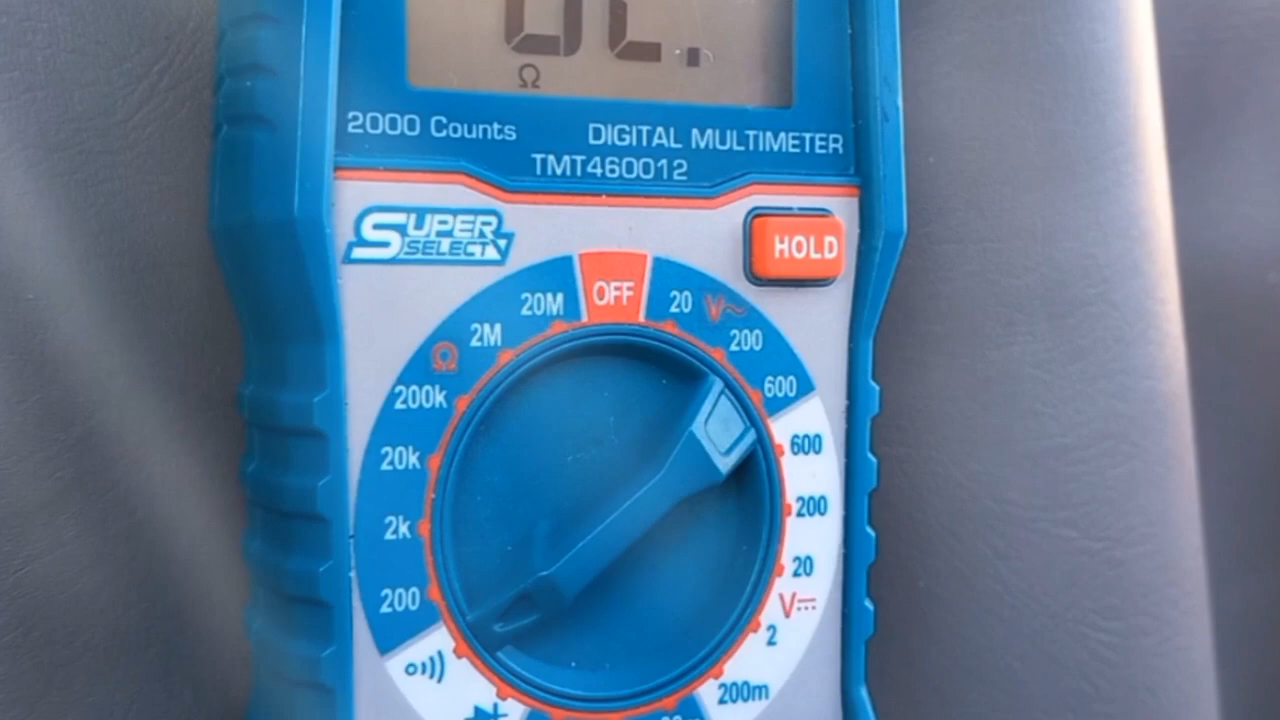 0L.
Ω
2000 Counts
DIGITAL MULTIMETER
TMT460012
SUPER
SELECT
HOLD
OFF
20M
20 V~
2M
200
Ω
200k
600
600
20k
200
2k
20
V⎓
200
2
200m